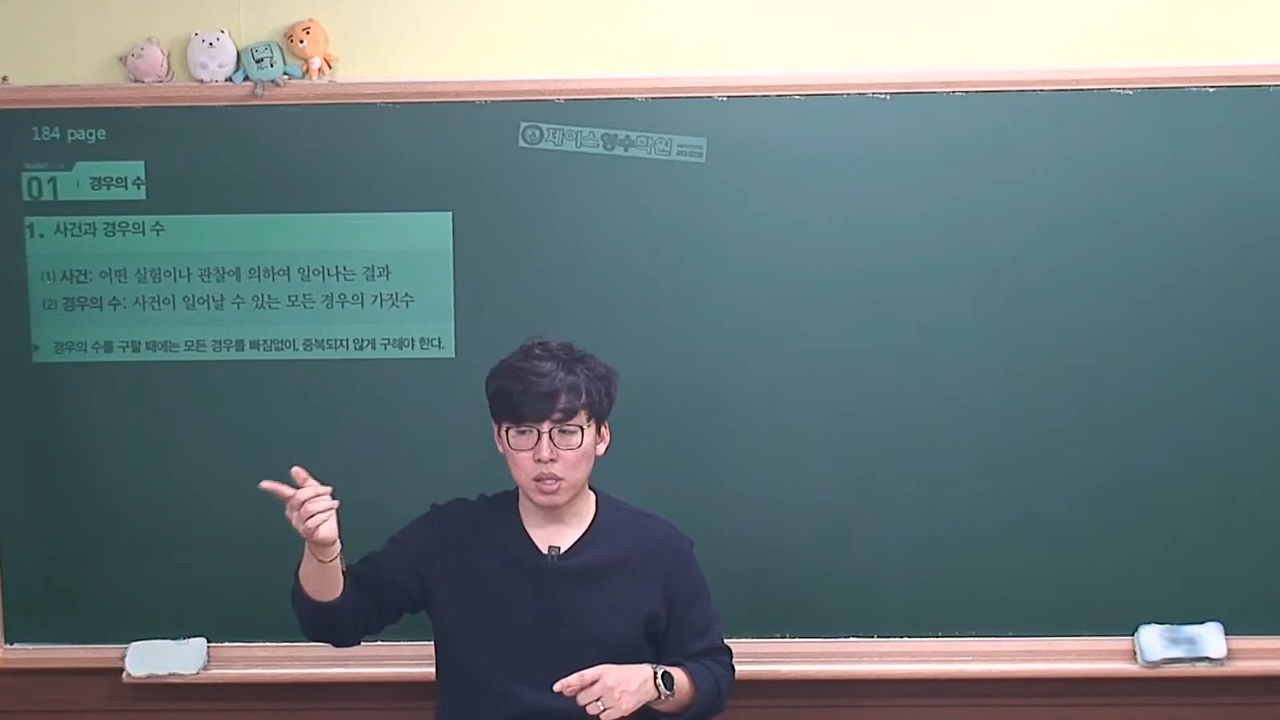 184 page
제이스영수학원
01 경우의 수
1. 사건과 경우의 수
(1) 사건: 어떤 실험이나 관찰에 의하여 일어나는 결과
(2) 경우의 수: 사건이 일어날 수 있는 모든 경우의 가짓수
▶ 경우의 수를 구할 때에는 모든 경우를 빠짐없이, 중복되지 않게 구해야 한다.